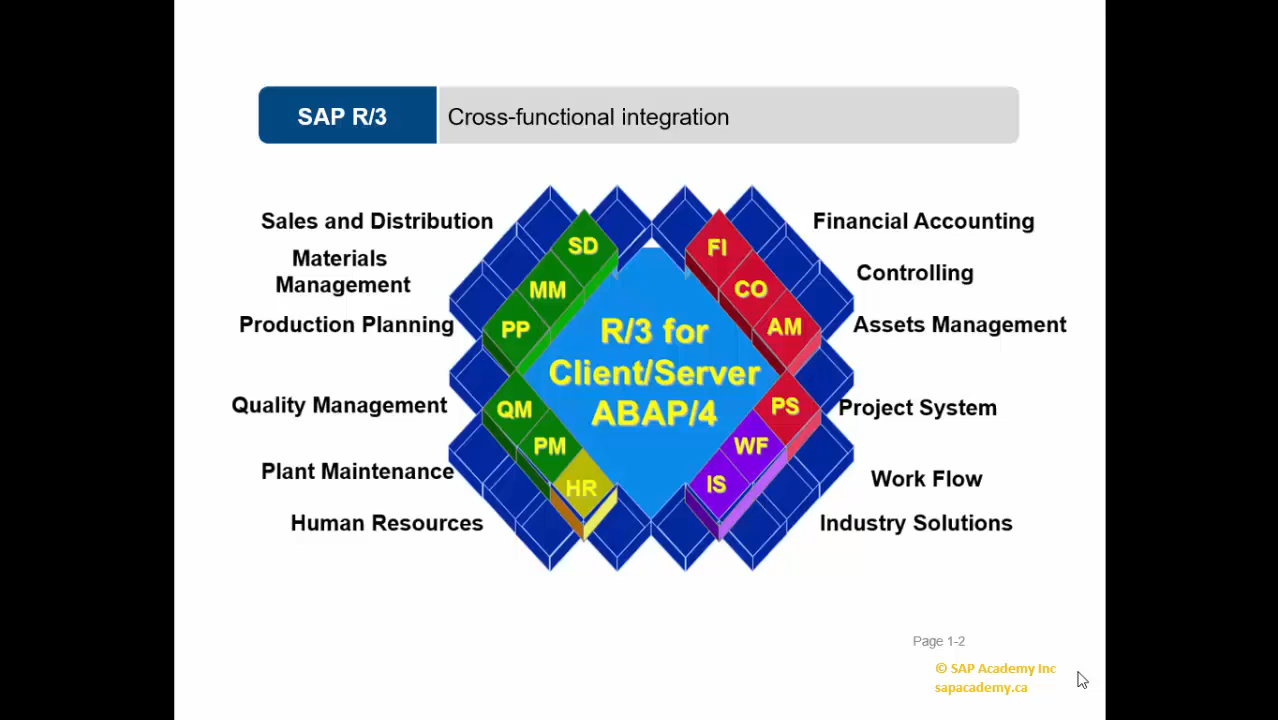 SAP R/3
Cross-functional integration
Sales and Distribution
Materials
Management
Production Planning
Quality Management
Plant Maintenance
Human Resources
SD
MM
PP
QM
PM
HR
R/3 for
Client/Server
ABAP/4
FI
CO
AM
PS
WF
IS
Financial Accounting
Controlling
Assets Management
Project System
Work Flow
Industry Solutions
Page 1-2
© SAP Academy Inc
sapacademy.ca